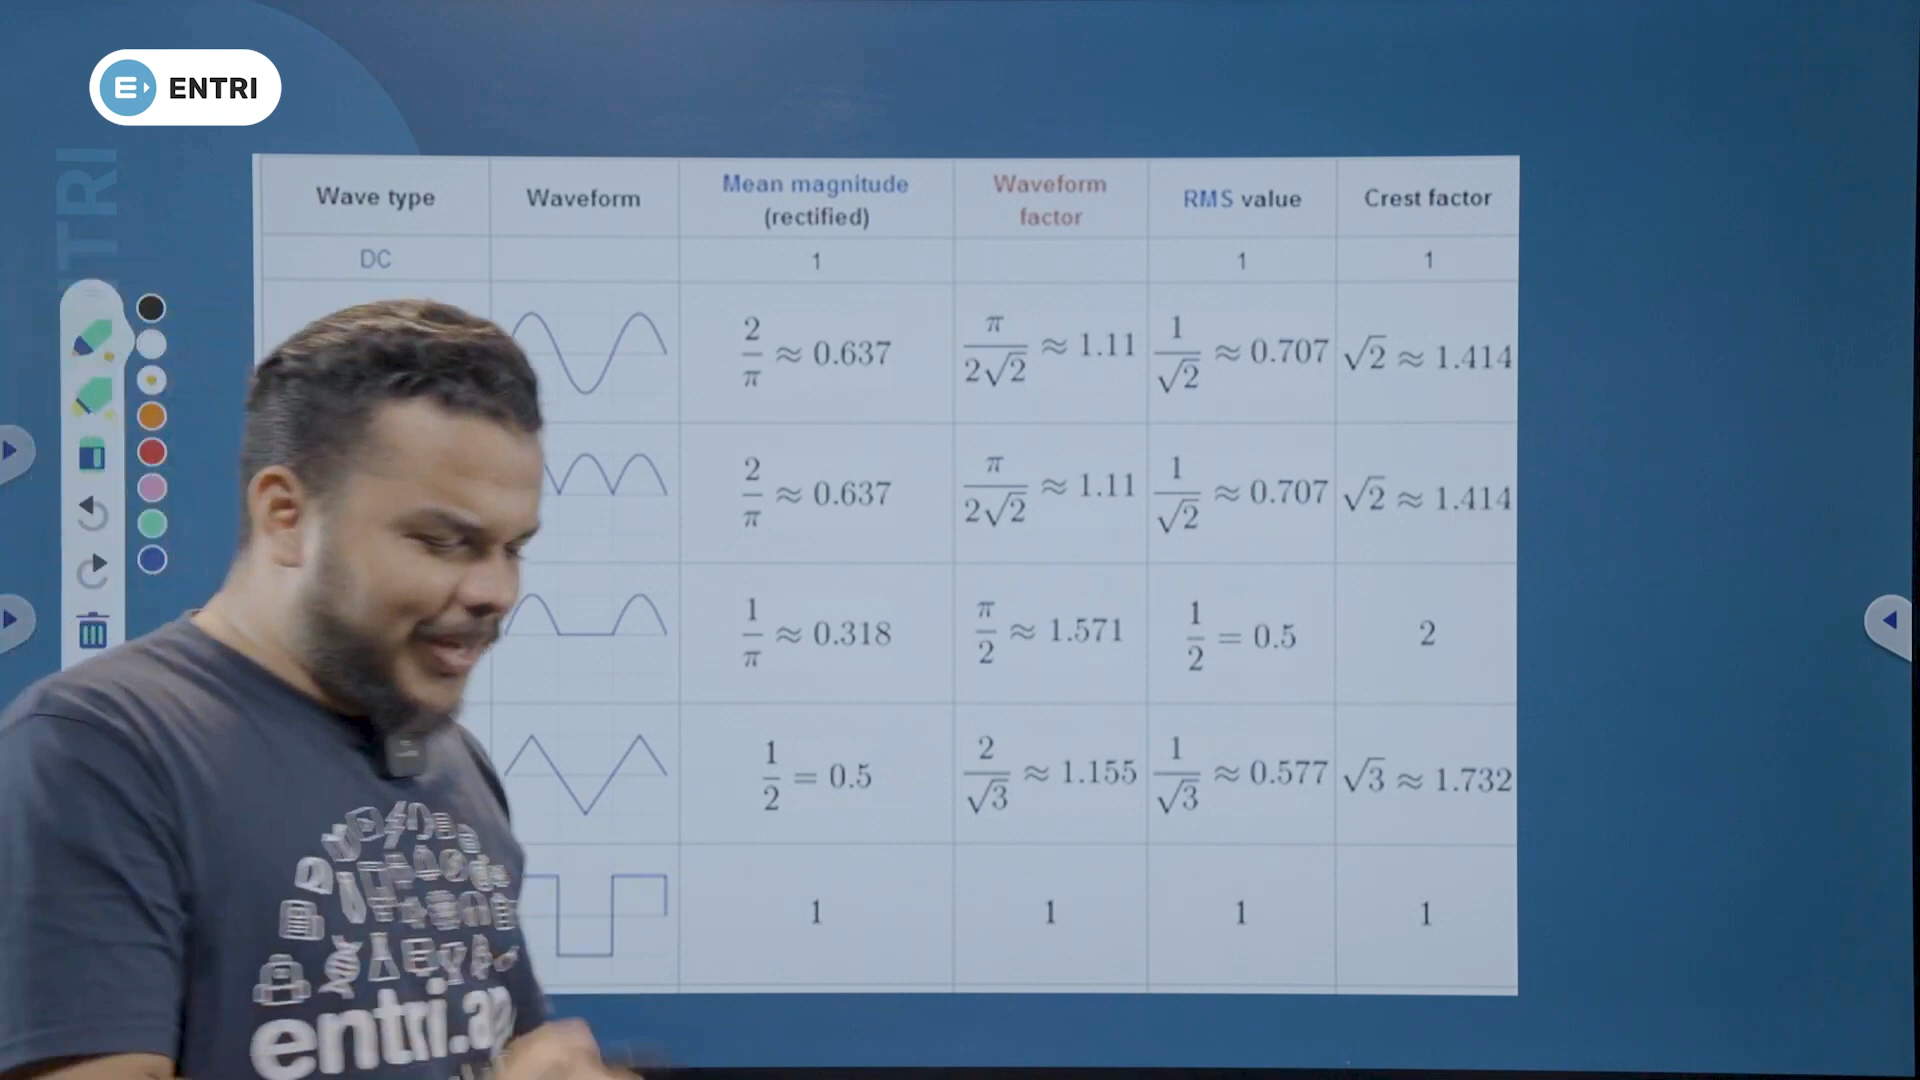 ENTRI
TRI
Wave type Waveform Mean magnitude (rectified) Waveform factor RMS value Crest factor
DC 1 1 1
2/π ≈ 0.637 π/2√2 ≈ 1.11 1/√2 ≈ 0.707 √2 ≈ 1.414
2/π ≈ 0.637 π/2√2 ≈ 1.11 1/√2 ≈ 0.707 √2 ≈ 1.414
1/π ≈ 0.318 π/2 ≈ 1.571 1/2 = 0.5 2
1/2 = 0.5 2/√3 ≈ 1.155 1/√3 ≈ 0.577 √3 ≈ 1.732
1 1 1 1
entri.a